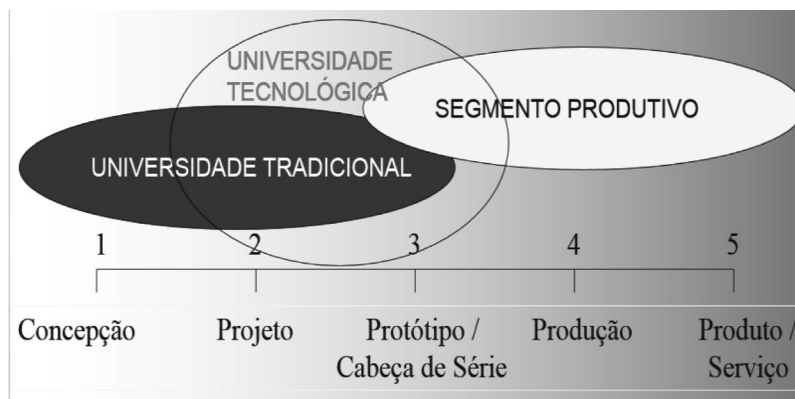 UNIVERSIDADE
TECNOLÓGICA
SEGMENTO PRODUTIVO
UNIVERSIDADE TRADICIONAL
1 2 3 4 5
Concepção Projeto Protótipo / Produção Produto /
Cabeça de Série Serviço